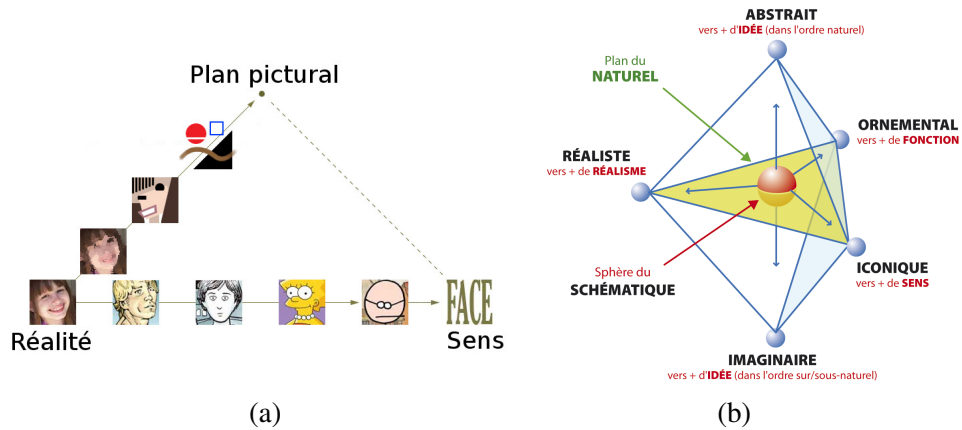 Plan pictural
FACE
Réalité
Sens
(a)
ABSTRAIT
vers + d'IDÉE (dans l'ordre naturel)
Plan du
NATUREL
ORNEMENTAL
vers + de FONCTION
RÉALISTE
vers + de RÉALISME
Sphère du
SCHÉMATIQUE
ICONIQUE
vers + de SENS
IMAGINAIRE
vers + d'IDÉE (dans l'ordre sur/sous-naturel)
(b)